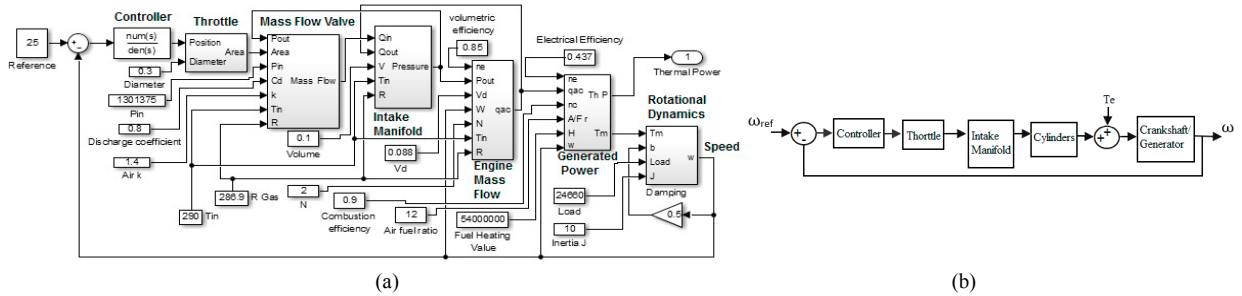 Controller
Throttle
Mass Flow Valve
volumetric
efficiency
0.85
25
Reference
num(s)
den(s)
Position
Diameter
Area
0.3
Diameter
1301375
Pin
0.8
Discharge coefficient
1.4
Air k
Pout
Area
Pin
Cd
k
Tin
R
Mass Flow
Qin
Qout
V
Tin
R
Pressure
Intake
Manifold
0.1
Volume
0.088
Vd
ne
Pout
Vd
W
N
Tin
R
qac
Engine
Mass
Flow
Electrical Efficiency
0.437
ne
qac
nc
A/F r
H
w
Th P
Tm
Generated
Power
1
Thermal Power
Rotational
Dynamics
Tm
b
Load
J
w
Damping
Speed
0.5
24660
Load
10
Inertia J
286.9
R Gas
290
Tin
2
N
0.9
Combustion
efficiency
12
Air fuel ratio
54000000
Fuel Heating
Value
(a)
ωref
Controller
Thorttle
Intake
Manifold
Cylinders
Te
Crankshaft/
Generator
ω
(b)